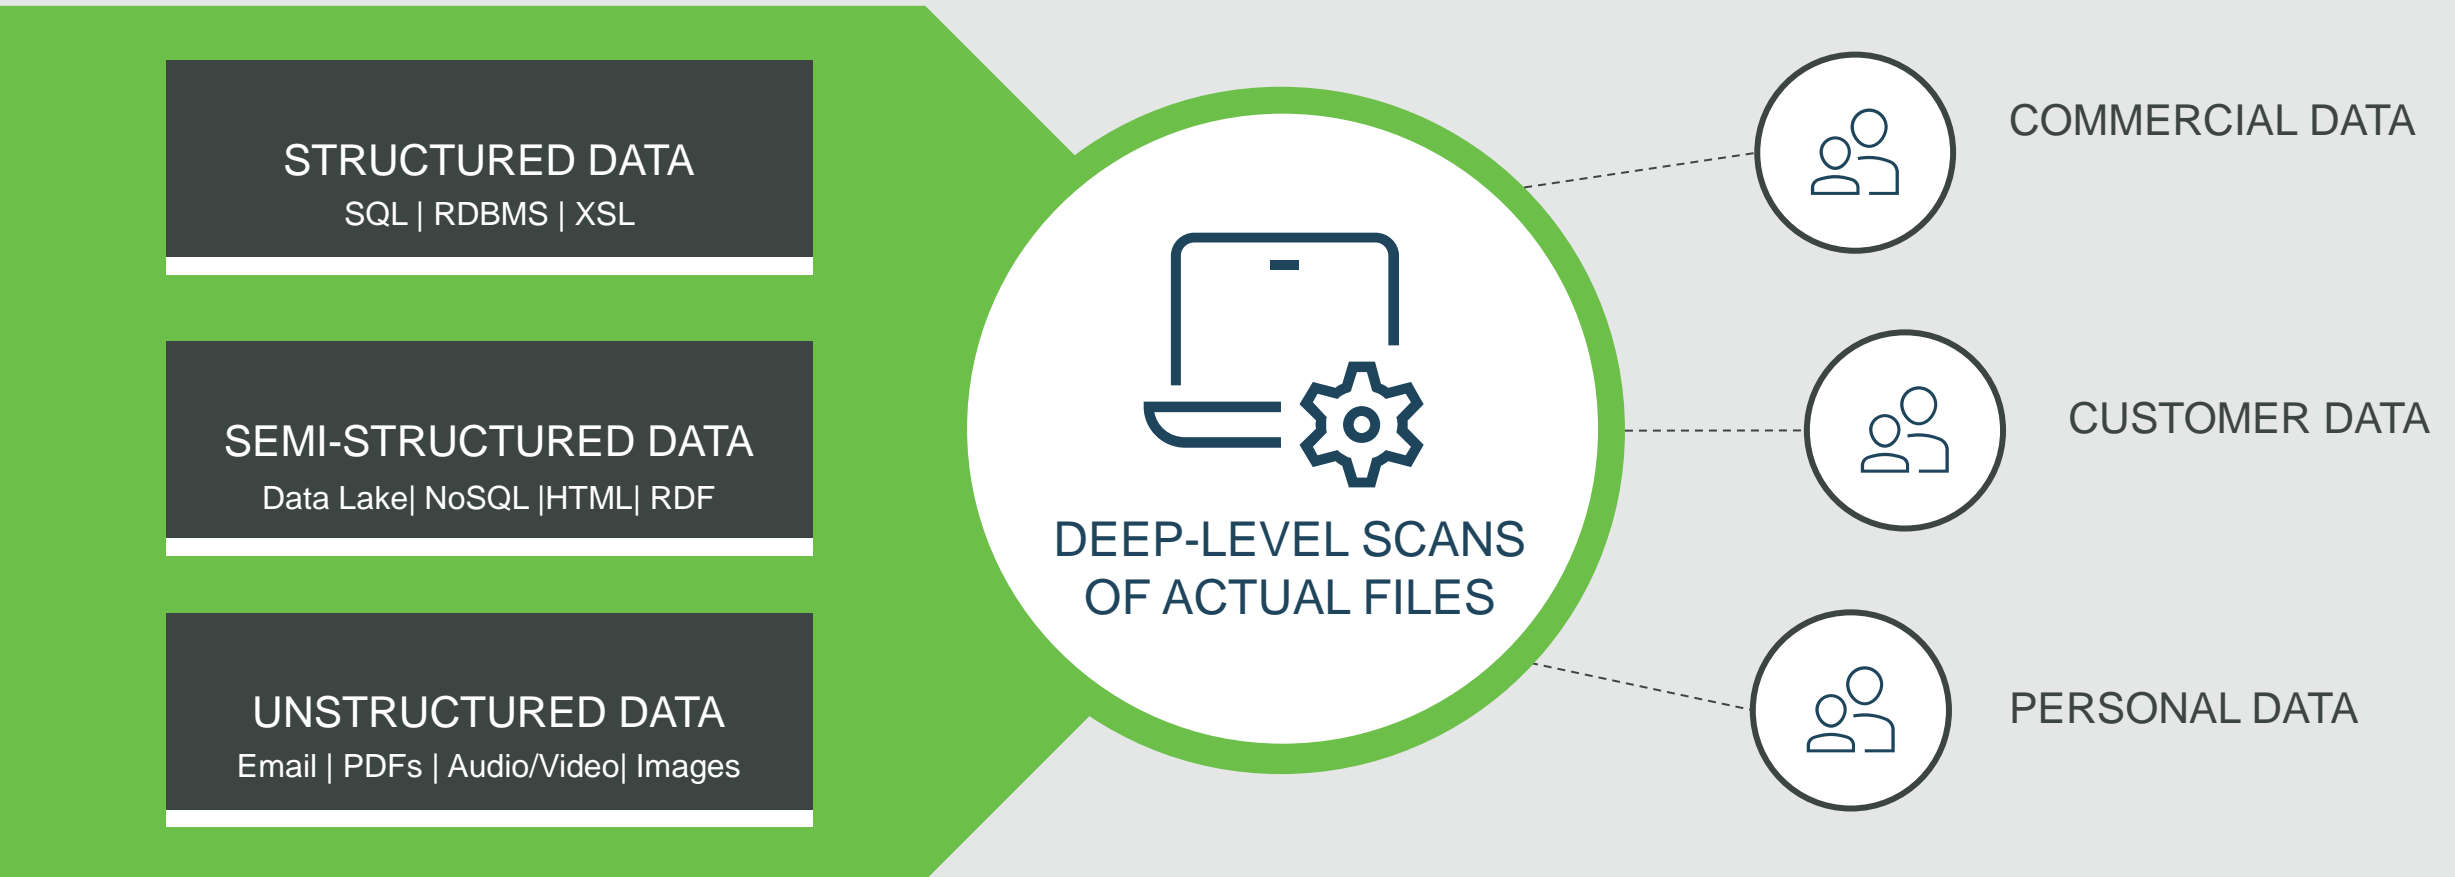 STRUCTURED DATA
SQL | RDBMS | XSL
SEMI-STRUCTURED DATA
Data Lake| NoSQL |HTML| RDF
UNSTRUCTURED DATA
Email | PDFs | Audio/Video| Images
DEEP-LEVEL SCANS
OF ACTUAL FILES
COMMERCIAL DATA
CUSTOMER DATA
PERSONAL DATA